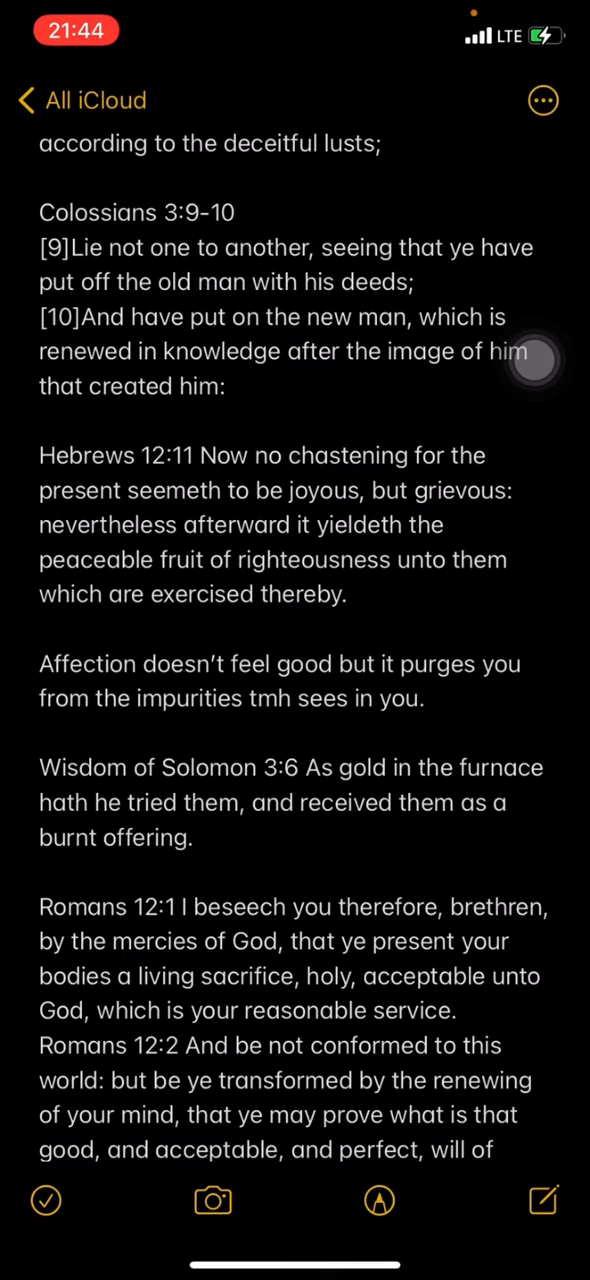 21:44
LTE
All iCloud
according to the deceitful lusts;
Colossians 3:9-10
[9]Lie not one to another, seeing that ye have
put off the old man with his deeds;
[10]And have put on the new man, which is
renewed in knowledge after the image of him
that created him:
Hebrews 12:11 Now no chastening for the
present seemeth to be joyous, but grievous:
nevertheless afterward it yieldeth the
peaceable fruit of righteousness unto them
which are exercised thereby.
Affection doesn’t feel good but it purges you
from the impurities tmh sees in you.
Wisdom of Solomon 3:6 As gold in the furnace
hath he tried them, and received them as a
burnt offering.
Romans 12:1 I beseech you therefore, brethren,
by the mercies of God, that ye present your
bodies a living sacrifice, holy, acceptable unto
God, which is your reasonable service.
Romans 12:2 And be not conformed to this
world: but be ye transformed by the renewing
of your mind, that ye may prove what is that
good, and acceptable, and perfect, will of